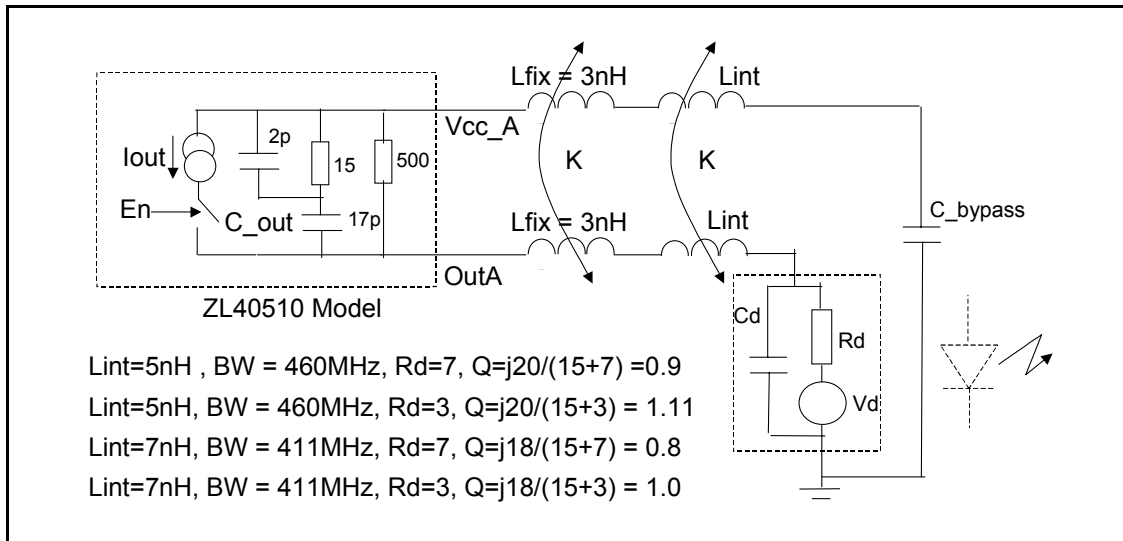 Lfix = 3nH
Lint
Vcc_A
2p
15
500
Iout
K
K
En
C_out
17p
Lfix = 3nH
Lint
C_bypass
OutA
ZL40510 Model
Cd
Rd
Vd
Lint=5nH , BW = 460MHz, Rd=7, Q=j20/(15+7) =0.9
Lint=5nH, BW = 460MHz, Rd=3, Q=j20/(15+3) = 1.11
Lint=7nH, BW = 411MHz, Rd=7, Q=j18/(15+7) = 0.8
Lint=7nH, BW = 411MHz, Rd=3, Q=j18/(15+3) = 1.0